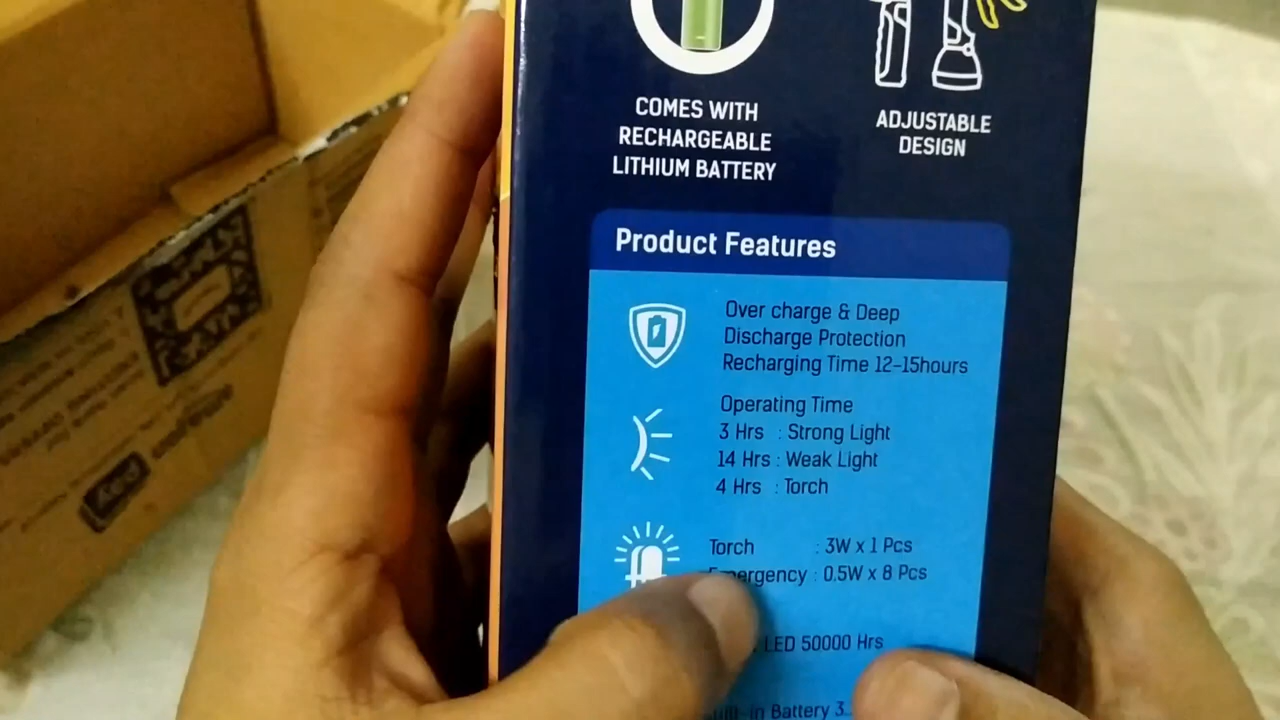 COMES WITH
RECHARGEABLE
LITHIUM BATTERY
ADJUSTABLE
DESIGN
Product Features
Over charge & Deep
Discharge Protection
Recharging Time 12-15hours
Operating Time
3 Hrs : Strong Light
14 Hrs : Weak Light
4 Hrs : Torch
Torch : 3W x 1 Pcs
Emergency : 0.5W x 8 Pcs
LED 50000 Hrs
Battery 3..